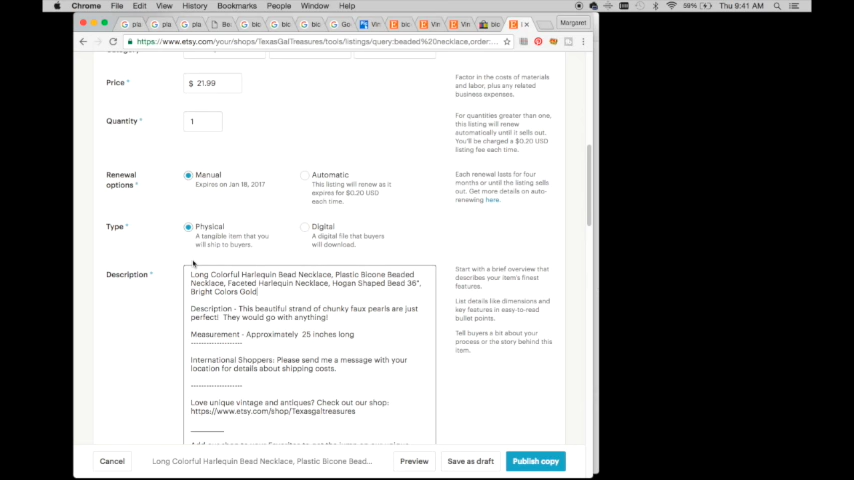 Chrome File Edit View History Bookmarks People Window Help 59% Thu 9:41 AM
pla G pla G pla Be bic G bic G Go Vin bic Vin Vin bic Margaret
https://www.etsy.com/your/shops/TexasGalTreasures/tools/listings/query:beaded%20necklace,order:...
Price * $ 21.99
Factor in the costs of materials
and labor, plus any related
business expenses.
Quantity * 1
For quantities greater than one,
this listing will renew
automatically until it sells out.
You'll be charged a $0.20 USD
listing fee each time.
Renewal
options *
Manual
Expires on Jan 18, 2017
Automatic
This listing will renew as it
expires for $0.20 USD
each time.
Each renewal lasts for four
months or until the listing sells
out. Get more details on auto-
renewing here.
Type *
Physical
A tangible item that you
will ship to buyers.
Digital
A digital file that buyers
will download.
Description *
Long Colorful Harlequin Bead Necklace, Plastic Bicone Beaded
Necklace, Faceted Harlequin Necklace, Hogan Shaped Bead 36",
Bright Colors Gold
Description - This beautiful strand of chunky faux pearls are just
perfect! They would go with anything!
Measurement - Approximately 25 inches long
--------------------
International Shoppers: Please send me a message with your
location for details about shipping costs.
--------------------
Love unique vintage and antiques? Check out our shop:
https://www.etsy.com/shop/Texasgaltreasures
_________
Start with a brief overview that
describes your item's finest
features.
List details like dimensions and
key features in easy-to-read
bullet points.
Tell buyers a bit about your
process or the story behind this
item.
Cancel Long Colorful Harlequin Bead Necklace, Plastic Bicone Bead... Preview Save as draft Publish copy